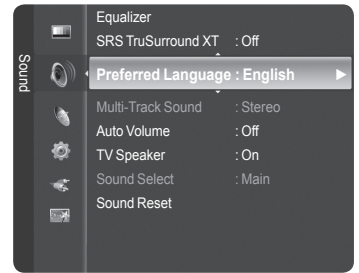 Sound
Equalizer
SRS TruSurround XT : Off
Preferred Language : English
Multi-Track Sound : Stereo
Auto Volume : Off
TV Speaker : On
Sound Select : Main
Sound Reset